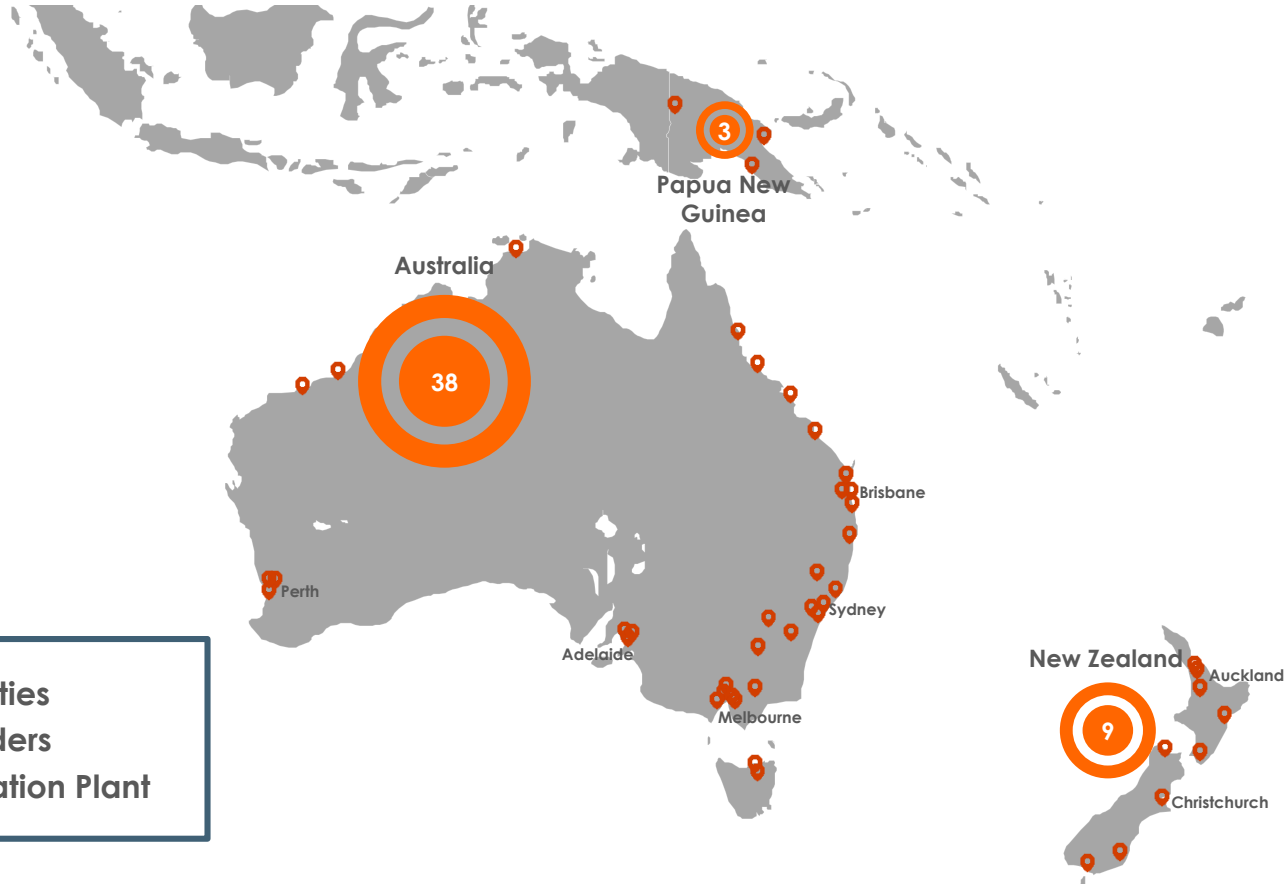 3
Papua New
Guinea
Australia
38
Brisbane
Perth
Sydney
Adelaide
New Zealand
Auckland
Melbourne
9
Christchurch
ties
ders
ation Plant